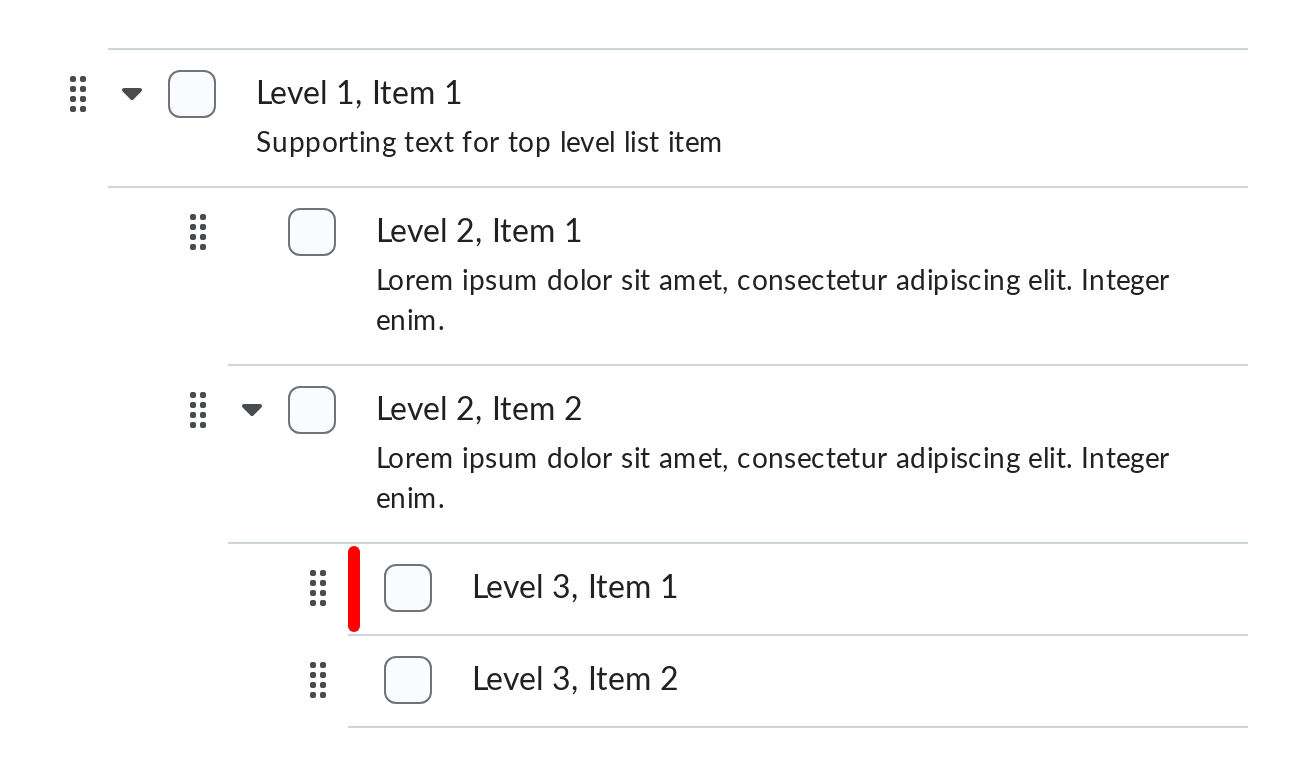 Level 1, Item 1
Supporting text for top level list item
Level 2, Item 1
Lorem ipsum dolor sit amet, consectetur adipiscing elit. Integer
enim.
Level 2, Item 2
Lorem ipsum dolor sit amet, consectetur adipiscing elit. Integer
enim.
Level 3, Item 1
Level 3, Item 2